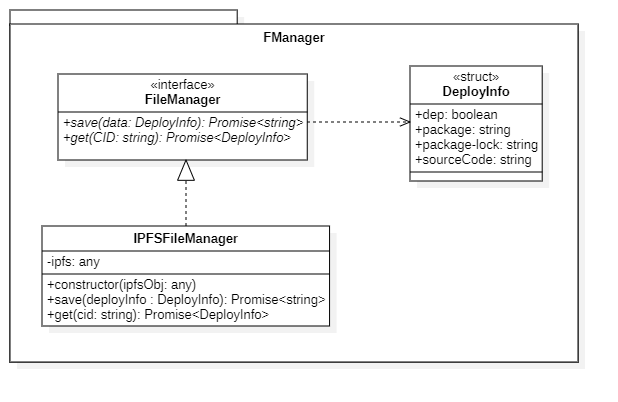 FManager
«interface»
FileManager
+save(data: DeployInfo): Promise<string>
+get(CID: string): Promise<DeployInfo>
«struct»
DeployInfo
+dep: boolean
+package: string
+package-lock: string
+sourceCode: string
IPFSFileManager
-ipfs: any
+constructor(ipfsObj: any)
+save(deployInfo : DeployInfo): Promise<string>
+get(cid: string): Promise<DeployInfo>